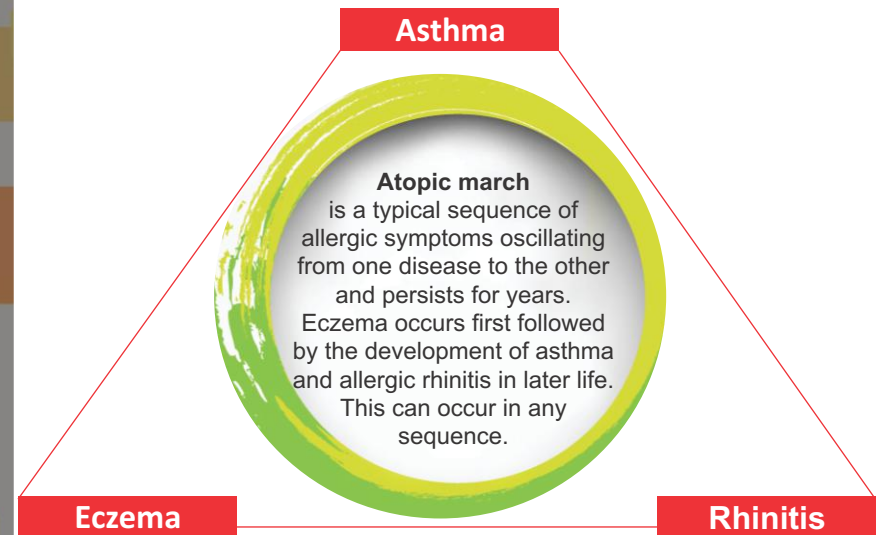 Asthma
Atopic march
is a typical sequence of
allergic symptoms oscillating
from one disease to the other
and persists for years.
Eczema occurs first followed
by the development of asthma
and allergic rhinitis in later life.
This can occur in any
sequence.
Eczema
Rhinitis